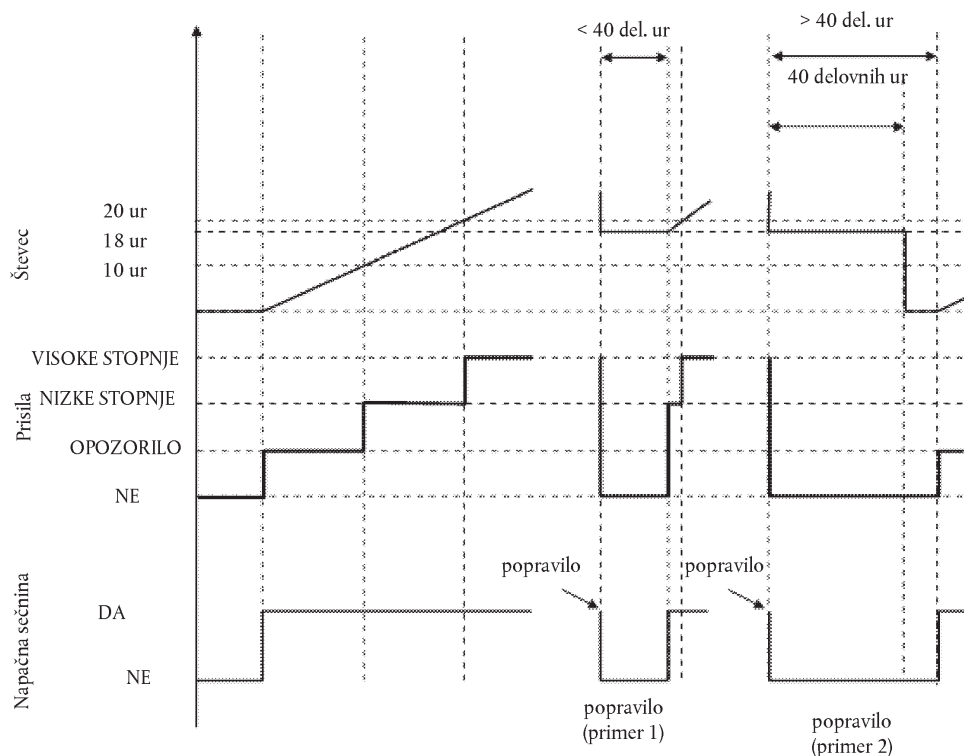 < 40 del. ur
> 40 del. ur
40 delovnih ur
Števec
20 ur
18 ur
10 ur
Prisila
VISOKE STOPNJE
NIZKE STOPNJE
OPOZORILO
NE
Napačna sečnina
DA
NE
popravilo
popravilo
popravilo
(primer 1)
popravilo
(primer 2)